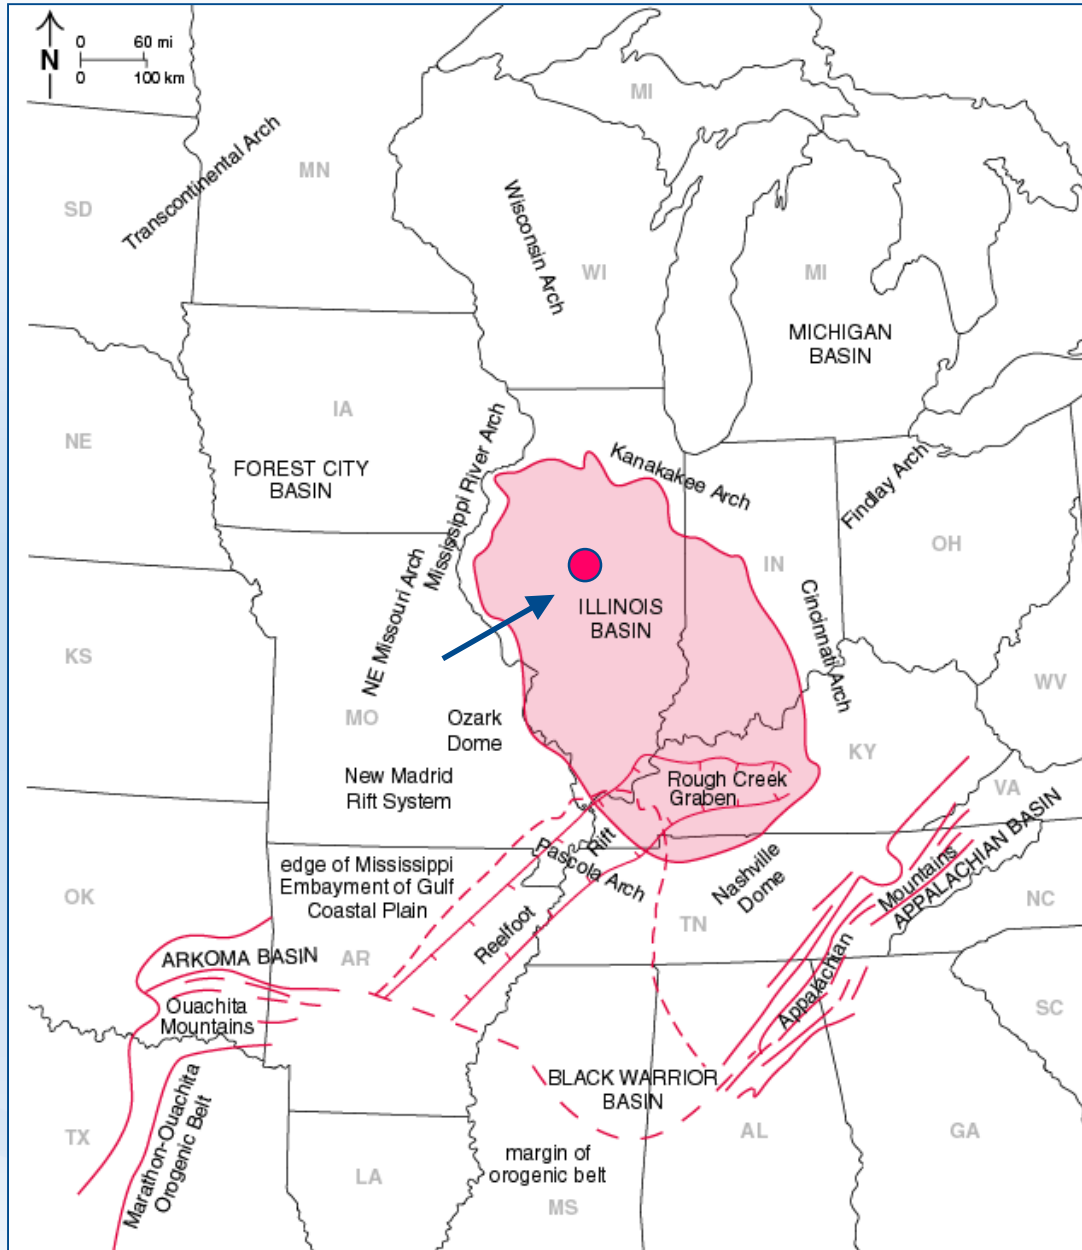 N
0 60 mi
0 100 km
MI
Transcontinental Arch
MN
SD
Wisconsin Arch
WI
MI
MICHIGAN
BASIN
IA
NE
FOREST CITY
BASIN
Mississippi River Arch
Kanakakee Arch
Findlay Arch
OH
IN
NE Missouri Arch
ILLINOIS
BASIN
Cincinnati Arch
KS
WV
MO
Ozark
Dome
KY
New Madrid
Rift System
Rough Creek
Graben
VA
Rift
Pascola Arch
edge of Mississippi
Embayment of Gulf
Coastal Plain
Nashville
Dome
Mountains
APPALACHIAN BASIN
OK
NC
TN
Reelfoot
ARKOMA BASIN
AR
Appalachian
Ouachita
Mountains
SC
BLACK WARRIOR
BASIN
Marathon-Ouachita
Orogenic Belt
TX
AL
GA
margin of
orogenic belt
LA
MS